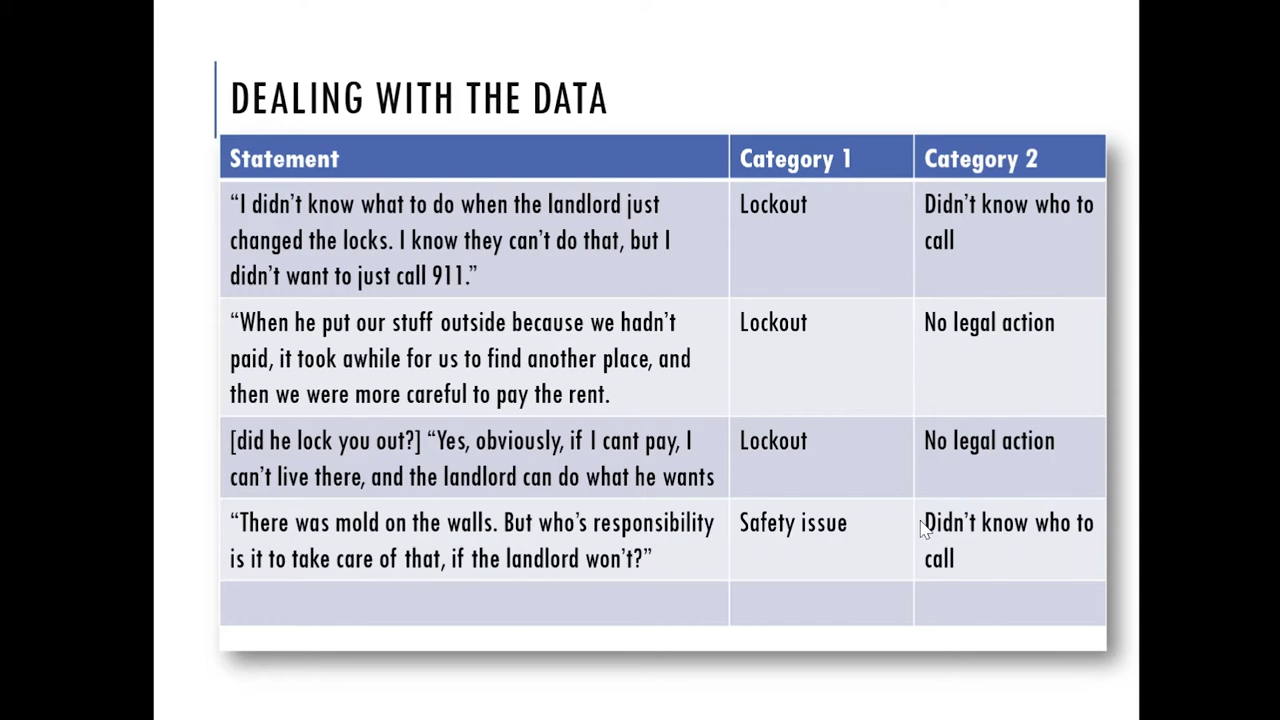 DEALING WITH THE DATA
Statement Category 1 Category 2
“I didn’t know what to do when the landlord just
changed the locks. I know they can’t do that, but I
didn’t want to just call 911.”
Lockout
Didn’t know who to
call
“When he put our stuff outside because we hadn’t
paid, it took awhile for us to find another place, and
then we were more careful to pay the rent.
Lockout
No legal action
[did he lock you out?] “Yes, obviously, if I cant pay, I
can’t live there, and the landlord can do what he wants
Lockout
No legal action
“There was mold on the walls. But who’s responsibility
is it to take care of that, if the landlord won’t?”
Safety issue
Didn’t know who to
call